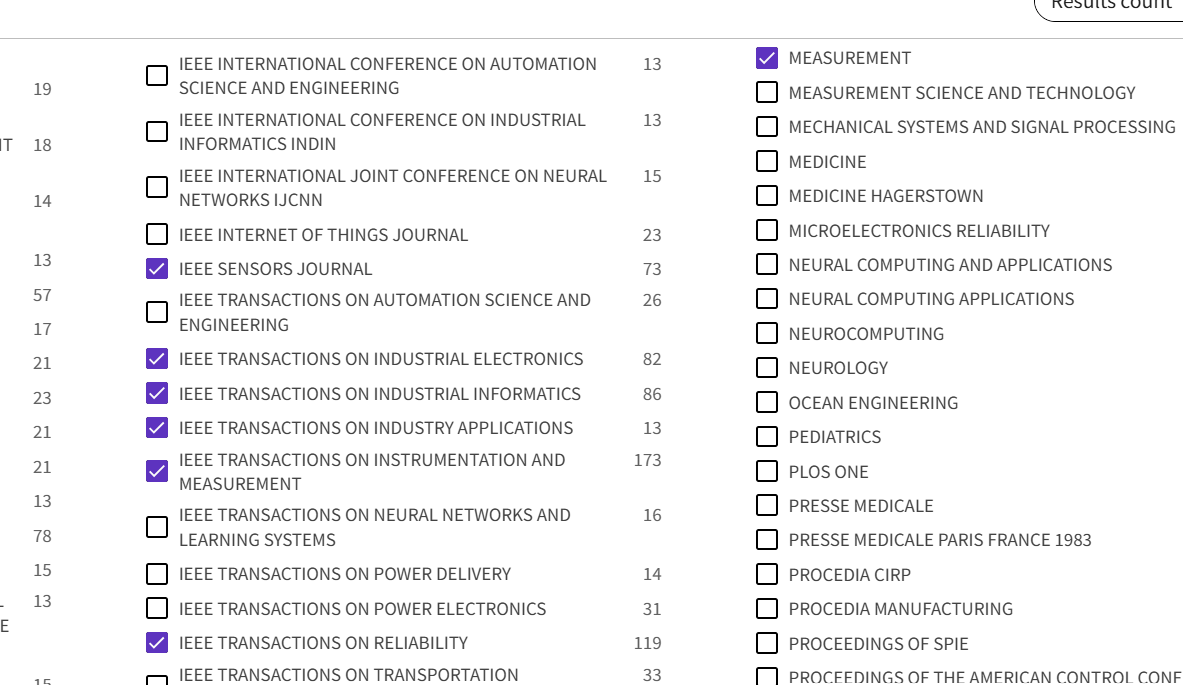 Results count
19
NT 18
14
13
57
17
21
23
21
21
13
78
15
13
E
15
IEEE INTERNATIONAL CONFERENCE ON AUTOMATION 13
SCIENCE AND ENGINEERING
IEEE INTERNATIONAL CONFERENCE ON INDUSTRIAL 13
INFORMATICS INDIN
IEEE INTERNATIONAL JOINT CONFERENCE ON NEURAL 15
NETWORKS IJCNN
IEEE INTERNET OF THINGS JOURNAL 23
IEEE SENSORS JOURNAL 73
IEEE TRANSACTIONS ON AUTOMATION SCIENCE AND 26
ENGINEERING
IEEE TRANSACTIONS ON INDUSTRIAL ELECTRONICS 82
IEEE TRANSACTIONS ON INDUSTRIAL INFORMATICS 86
IEEE TRANSACTIONS ON INDUSTRY APPLICATIONS 13
IEEE TRANSACTIONS ON INSTRUMENTATION AND 173
MEASUREMENT
IEEE TRANSACTIONS ON NEURAL NETWORKS AND 16
LEARNING SYSTEMS
IEEE TRANSACTIONS ON POWER DELIVERY 14
IEEE TRANSACTIONS ON POWER ELECTRONICS 31
IEEE TRANSACTIONS ON RELIABILITY 119
IEEE TRANSACTIONS ON TRANSPORTATION 33
MEASUREMENT
MEASUREMENT SCIENCE AND TECHNOLOGY
MECHANICAL SYSTEMS AND SIGNAL PROCESSING
MEDICINE
MEDICINE HAGERSTOWN
MICROELECTRONICS RELIABILITY
NEURAL COMPUTING AND APPLICATIONS
NEURAL COMPUTING APPLICATIONS
NEUROCOMPUTING
NEUROLOGY
OCEAN ENGINEERING
PEDIATRICS
PLOS ONE
PRESSE MEDICALE
PRESSE MEDICALE PARIS FRANCE 1983
PROCEDIA CIRP
PROCEDIA MANUFACTURING
PROCEEDINGS OF SPIE
PROCEEDINGS OF THE AMERICAN CONTROL CONFE